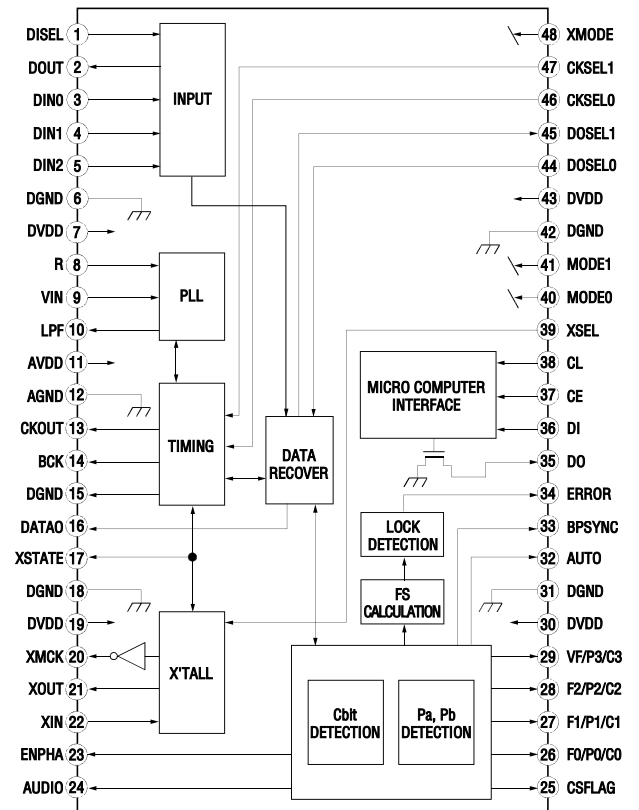 DISEL 1
DOUT 2
DIN0 3
DIN1 4
DIN2 5
DGND 6
DVDD 7
R 8
VIN 9
LPF 10
AVDD 11
AGND 12
CKOUT 13
BCK 14
DGND 15
DATAO 16
XSTATE 17
DGND 18
DVDD 19
XMCK 20
XOUT 21
XIN 22
ENPHA 23
AUDIO 24
INPUT
PLL
TIMING
X'TALL
DATA
RECOVER
MICRO COMPUTER
INTERFACE
LOCK
DETECTION
FS
CALCULATION
Cbit
DETECTION
Pa, Pb
DETECTION
48 XMODE
47 CKSEL1
46 CKSEL0
45 DOSEL1
44 DOSEL0
43 DVDD
42 DGND
41 MODE1
40 MODE0
39 XSEL
38 CL
37 CE
36 DI
35 DO
34 ERROR
33 BPSYNC
32 AUTO
31 DGND
30 DVDD
29 VF/P3/C3
28 F2/P2/C2
27 F1/P1/C1
26 F0/P0/C0
25 CSFLAG